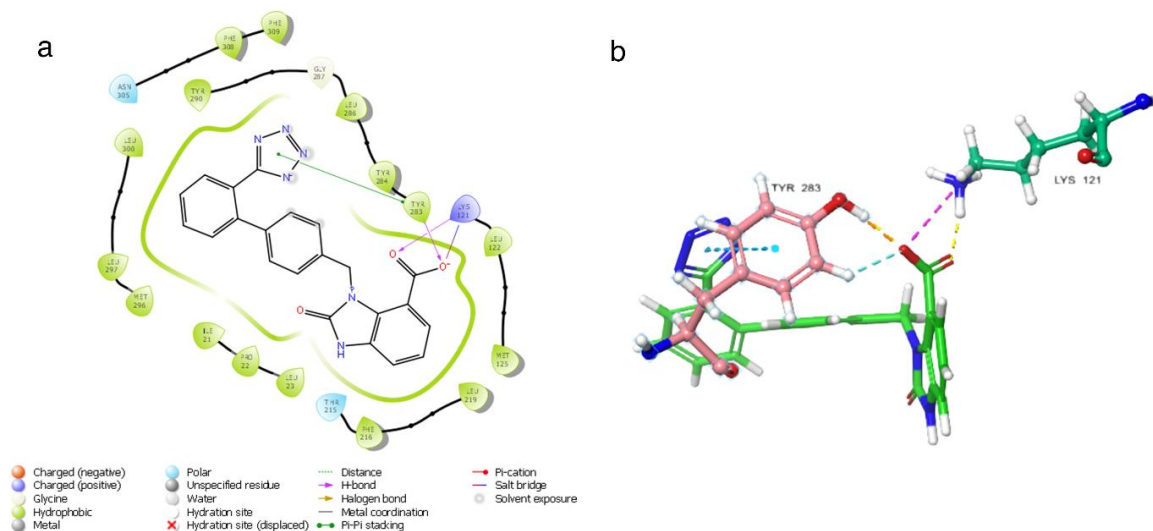 a
b
PHE 309
PHE 308
GLY 287
ASN 305
TYR 290
LEU 286
LEU 300
TYR 284
TYR 283
LYS 121
LEU 122
LEU 297
MET 296
ILE 21
PRO 22
LEU 23
MET 125
THR 215
PHE 216
LEU 219
N
N
N
N-
O
O-
N
O
NH
TYR 283
LYS 121
Charged (negative)
Charged (positive)
Glycine
Hydrophobic
Metal
Polar
Unspecified residue
Water
Hydration site
Hydration site (displaced)
Distance
H-bond
Halogen bond
Metal coordination
Pi-Pi stacking
Pi-cation
Salt bridge
Solvent exposure